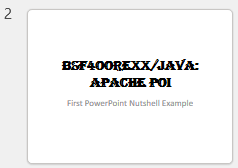 2
BSF4OOREXX/JAVA:
APACHE POI
First PowerPoint Nutshell Example